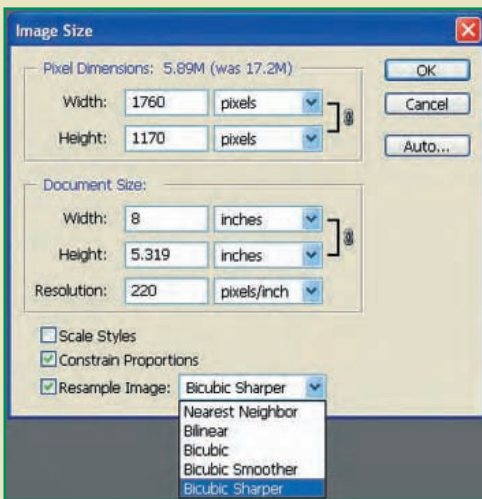 Image Size
Pixel Dimensions: 5.89M (was 17.2M)
Width: 1760 pixels
Height: 1170 pixels
OK
Cancel
Auto...
Document Size:
Width: 8 inches
Height: 5.319 inches
Resolution: 220 pixels/inch
Scale Styles
Constrain Proportions
Resample Image: Bicubic Sharper
Nearest Neighbor
Bilinear
Bicubic
Bicubic Smoother
Bicubic Sharper